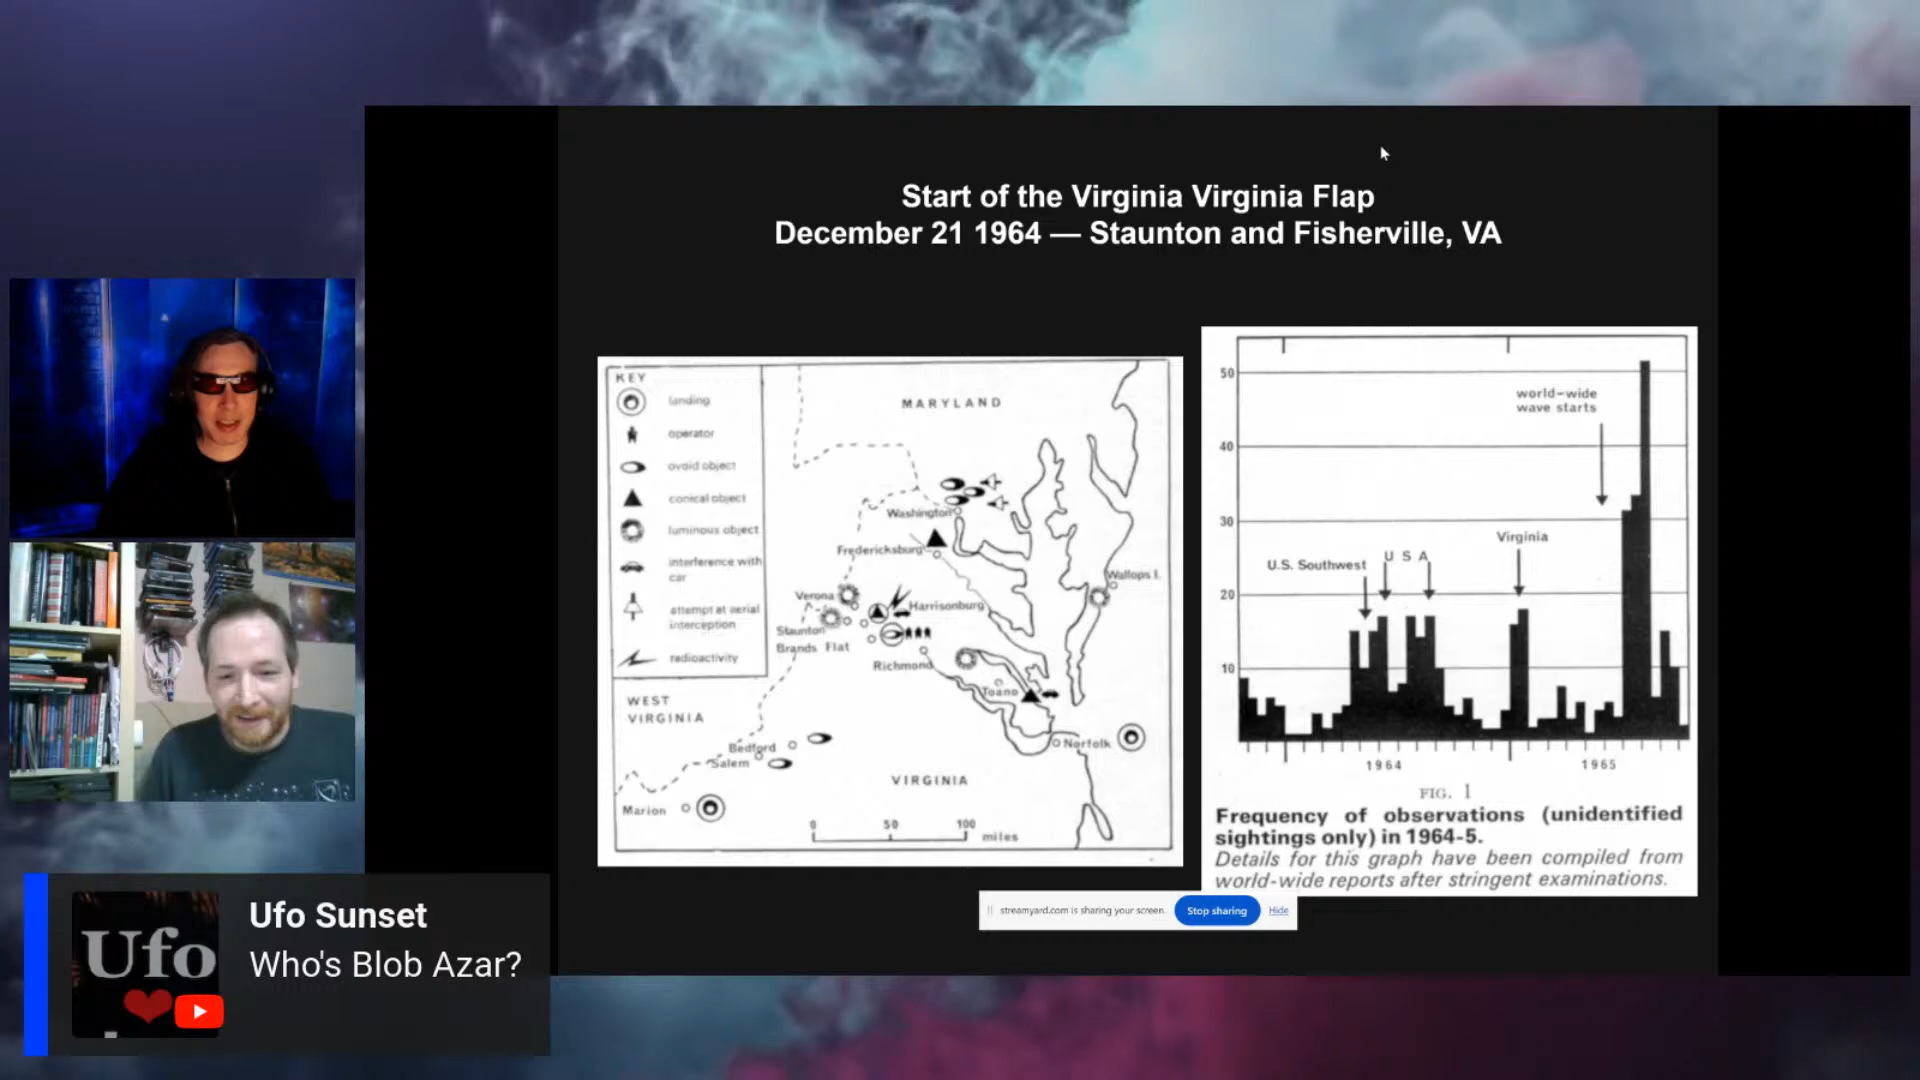 Start of the Virginia Virginia Flap
December 21 1964 — Staunton and Fisherville, VA
KEY
landing
operator
ovoid object
conical object
luminous object
interference with
car
attempt at aerial
interception
radioactivity
MARYLAND
Washington
Fredericksburg
Wallops I.
Verona
Harrisonburg
Staunton
Brands Flat
Richmond
Toano
WEST
VIRGINIA
Bedford
Salem
Norfolk
VIRGINIA
Marion
0 50 100
miles
50
40
30
20
10
world-wide
wave starts
Virginia
U.S. Southwest
U S A
1964
1965
FIG. 1
Frequency of observations (unidentified
sightings only) in 1964-5.
Details for this graph have been compiled from
world-wide reports after stringent examinations.
streamyard.com is sharing your screen.
Stop sharing
Hide
Ufo
Ufo Sunset
Who's Blob Azar?